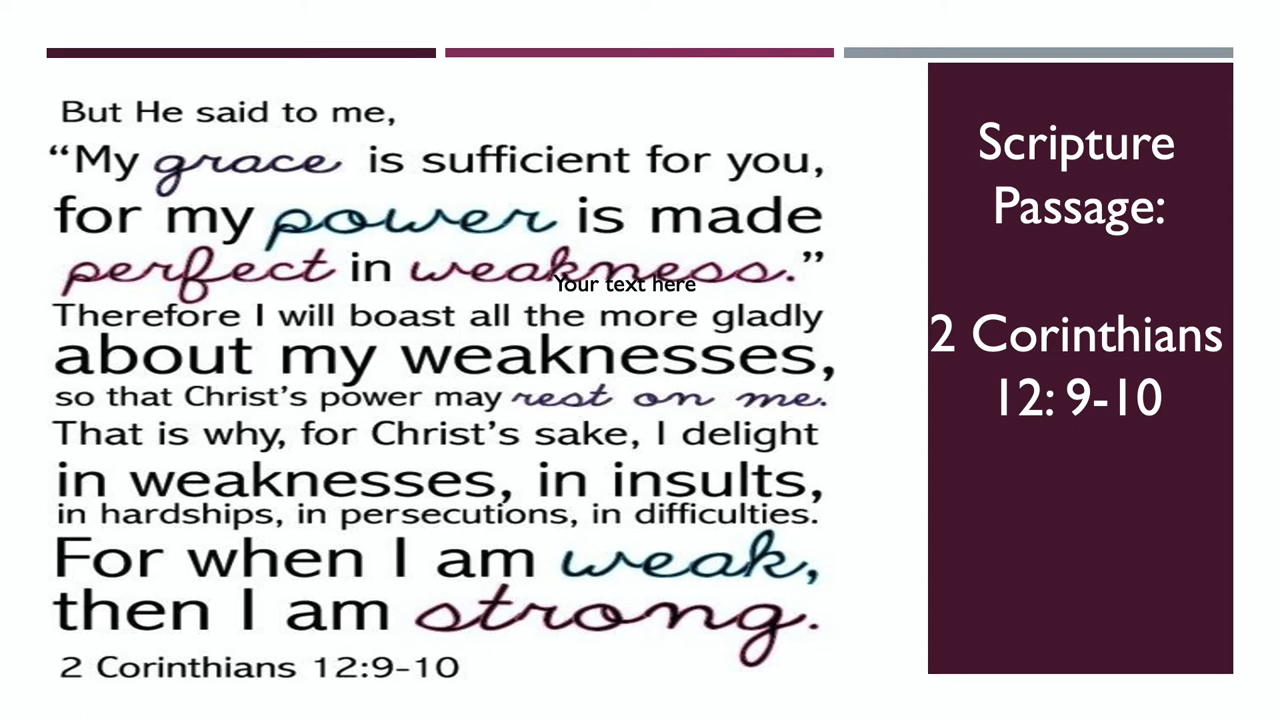 But He said to me,
“My grace is sufficient for you,
for my power is made
perfect in weakness.”
Your text here
Therefore I will boast all the more gladly
about my weaknesses,
so that Christ’s power may rest on me.
That is why, for Christ’s sake, I delight
in weaknesses, in insults,
in hardships, in persecutions, in difficulties.
For when I am weak,
then I am strong.
2 Corinthians 12:9-10
Scripture
Passage:
2 Corinthians
12: 9-10